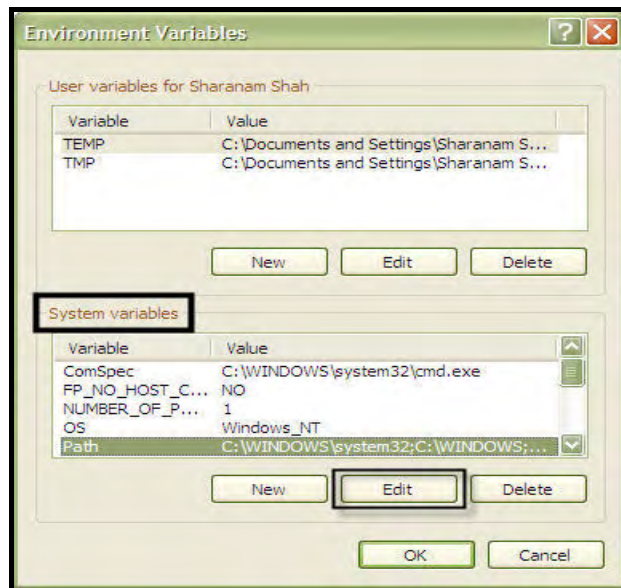 Environment Variables
User variables for Sharanam Shah
Variable Value
TEMP C:\Documents and Settings\Sharanam S...
TMP C:\Documents and Settings\Sharanam S...
New Edit Delete
System variables
Variable Value
ComSpec C:\WINDOWS\system32\cmd.exe
FP_NO_HOST_C... NO
NUMBER_OF_P... 1
OS Windows_NT
Path C:\WINDOWS\system32;C:\WINDOWS;...
New Edit Delete
OK Cancel